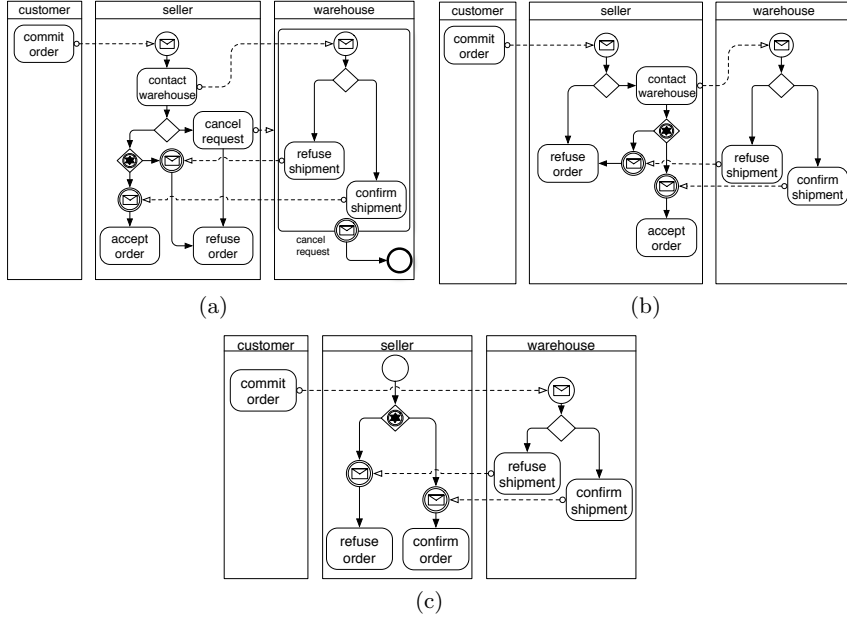 customer
seller
warehouse
commit
order
contact
warehouse
cancel
request
refuse
shipment
confirm
shipment
accept
order
refuse
order
cancel
request
(a)
customer
seller
warehouse
commit
order
contact
warehouse
refuse
order
refuse
shipment
confirm
shipment
accept
order
(b)
customer
seller
warehouse
commit
order
refuse
shipment
confirm
shipment
refuse
order
confirm
order
(c)